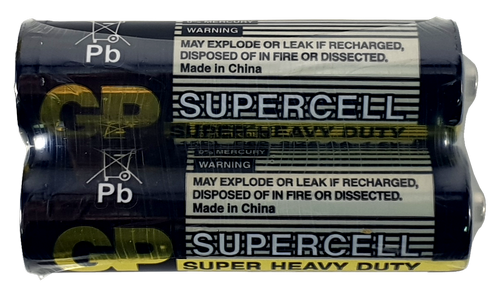 Pb
WARNING
MAY EXPLODE OR LEAK IF RECHARGED,
DISPOSED OF IN FIRE OR DISSECTED.
Made in China
GP SUPERCELL
SUPER HEAVY DUTY
0% MERCURY
Pb
WARNING
MAY EXPLODE OR LEAK IF RECHARGED,
DISPOSED OF IN FIRE OR DISSECTED.
Made in China
GP SUPERCELL
SUPER HEAVY DUTY